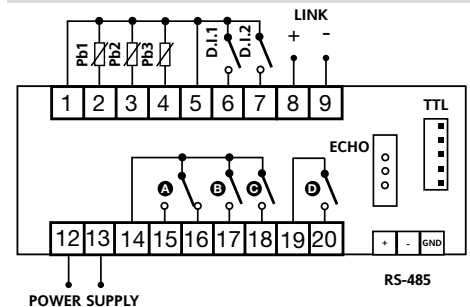 LINK
+ -
Pb1 Pb2 Pb3 D.I.1 D.I.2
1 2 3 4 5 6 7 8 9
TTL
ECHO
A B C D
12 13 14 15 16 17 18 19 20
+ - GND
RS-485
POWER SUPPLY